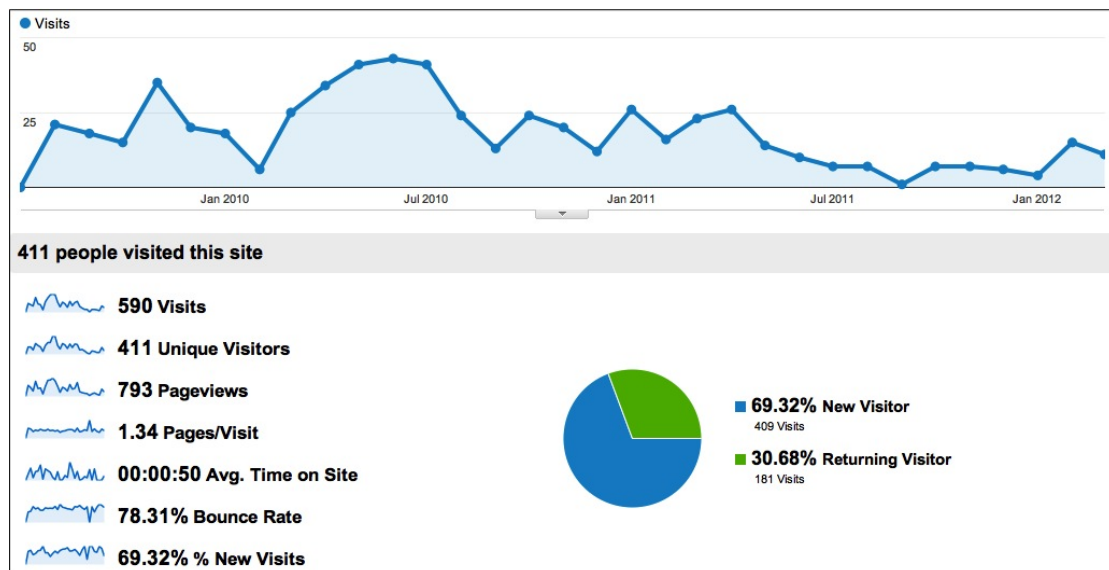 Visits
50
25
Jan 2010 Jul 2010 Jan 2011 Jul 2011 Jan 2012
411 people visited this site
590 Visits
411 Unique Visitors
793 Pageviews
1.34 Pages/Visit
00:00:50 Avg. Time on Site
78.31% Bounce Rate
69.32% % New Visits
69.32% New Visitor
409 Visits
30.68% Returning Visitor
181 Visits